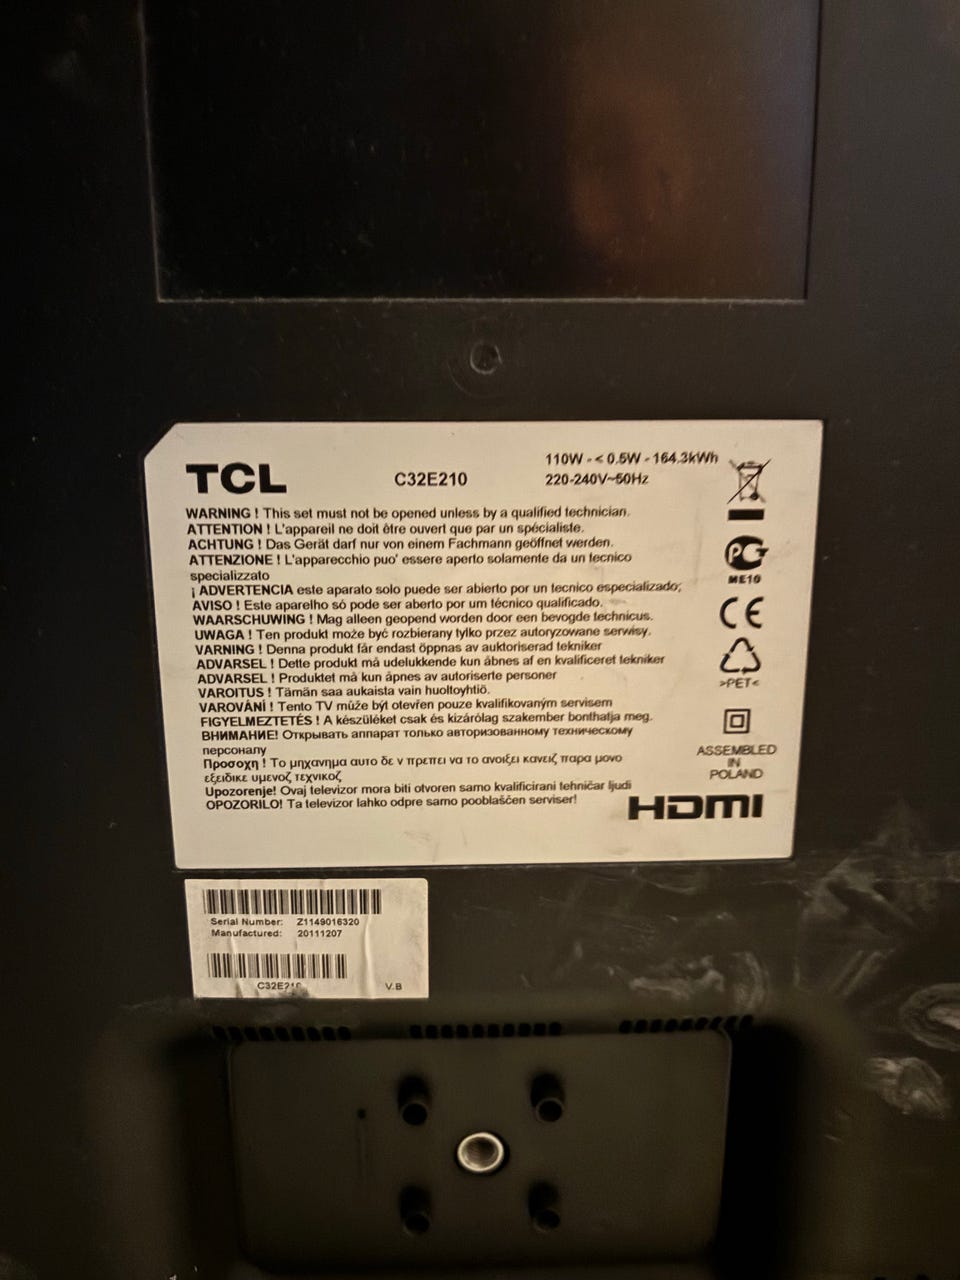 TCL
C32E210
110W - < 0.5W - 164.3kWh
220-240V~50Hz
WARNING ! This set must not be opened unless by a qualified technician.
ATTENTION ! L'appareil ne doit être ouvert que par un spécialiste.
ACHTUNG ! Das Gerät darf nur von einem Fachmann geöffnet werden.
ATTENZIONE ! L'apparecchio puo' essere aperto solamente da un tecnico
specializzato
¡ ADVERTENCIA este aparato solo puede ser abierto por un tecnico especializado;
AVISO ! Este aparelho só pode ser aberto por um técnico qualificado.
WAARSCHUWING ! Mag alleen geopend worden door een bevogde technicus.
UWAGA ! Ten produkt może być rozbierany tylko przez autoryzowane serwisy.
VARNING ! Denna produkt får endast öppnas av auktoriserad tekniker
ADVARSEL ! Dette produkt må udelukkende kun åbnes af en kvalificeret tekniker
ADVARSEL ! Produktet må kun åpnes av autoriserte personer
VAROITUS ! Tämän saa aukaista vain huoltoyhtiö.
VAROVÁNÍ ! Tento TV může být otevřen pouze kvalifikovaným servisem
FIGYELMEZTETÉS ! A készüléket csak és kizárólag szakember bonthatja meg.
ВНИМАНИЕ! Открывать аппарат только авторизованному техническому
персоналу
Προσοχη ! Το μηχανημα αυτο δε ν πρεπει να το ανοιξει κανεις παρα μονο
εξειδικε υμενος τεχνικος
Upozorenje! Ovaj televizor mora biti otvoren samo kvalificirani tehničar ljudi
OPOZORILO! Ta televizor lahko odpre samo pooblaščen serviser!
PG
ME10
CE
>PET<
ASSEMBLED
IN
POLAND
HDMI
Serial Number: Z1149016320
Manufactured: 20111207
C32E210
V.B